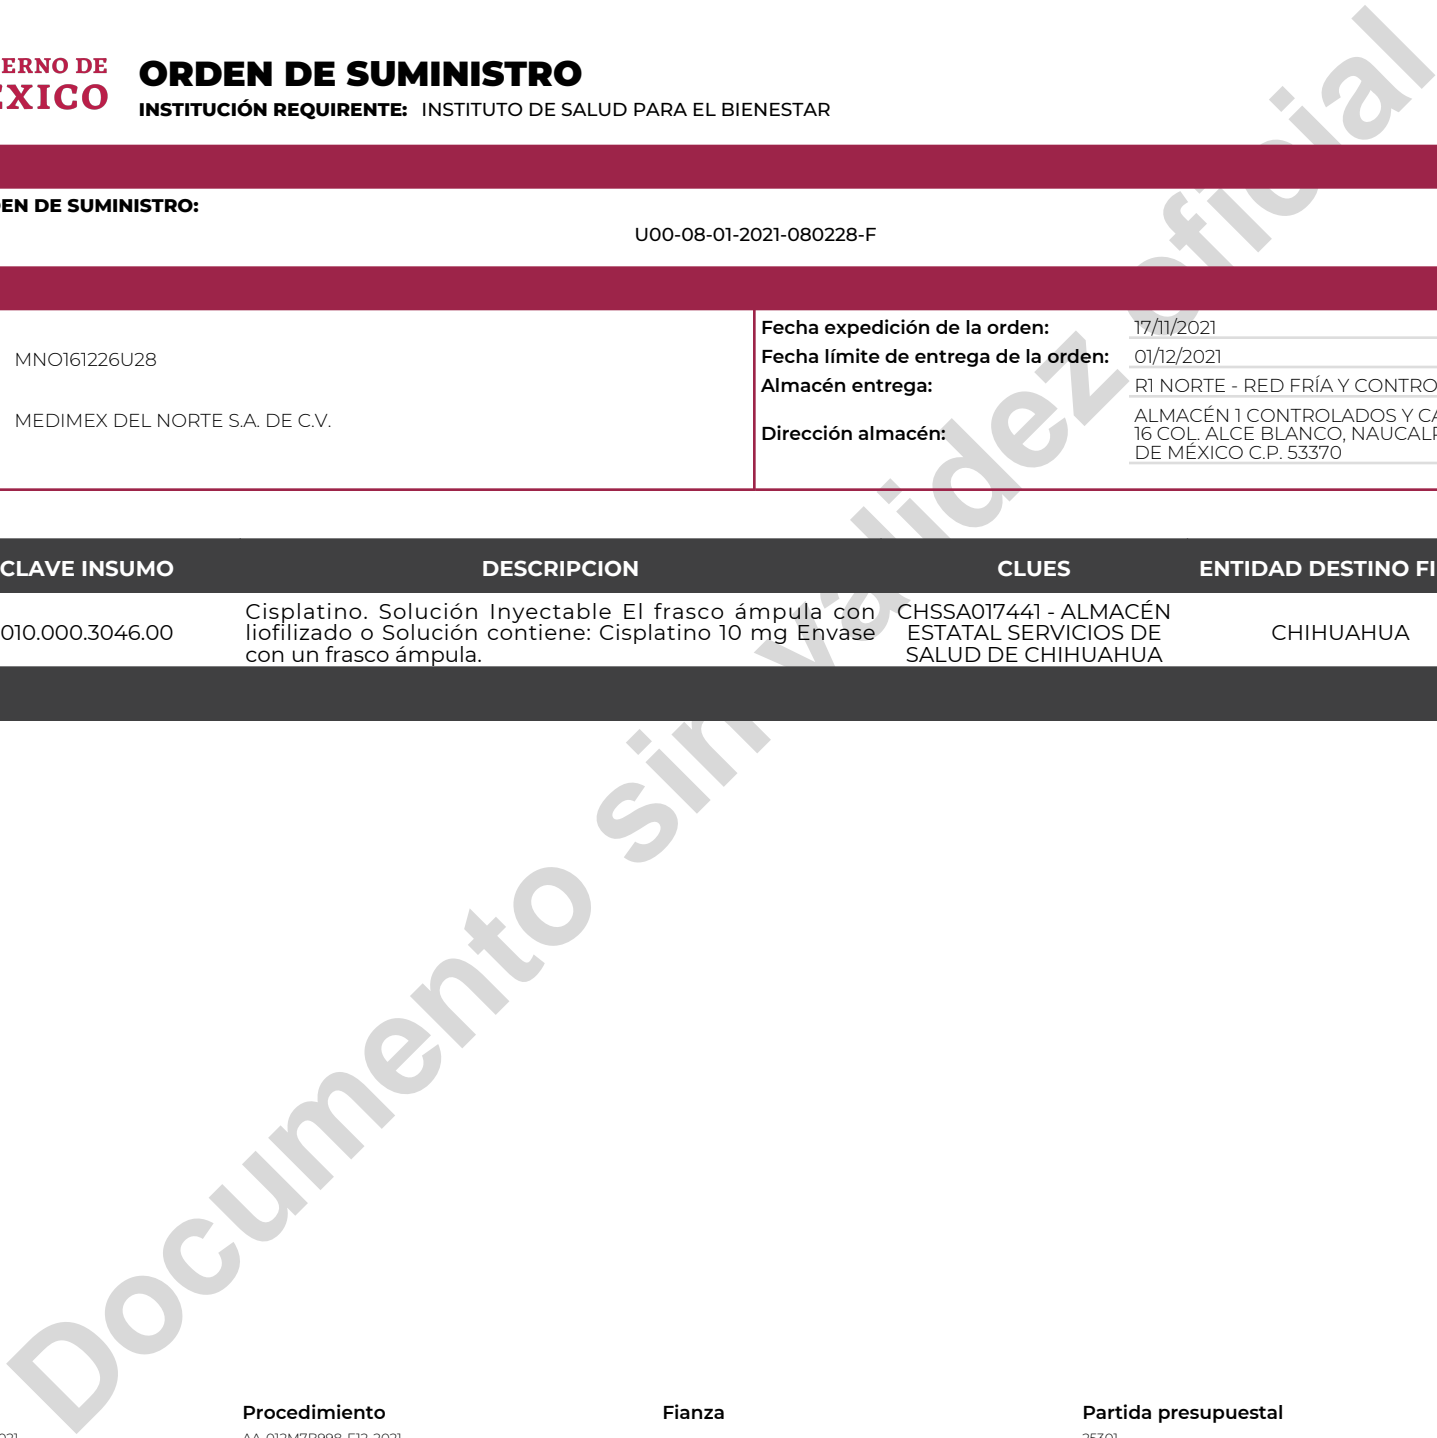 ERNO DE
ÉXICO
ORDEN DE SUMINISTRO
INSTITUCIÓN REQUIRENTE: INSTITUTO DE SALUD PARA EL BIENESTAR
EN DE SUMINISTRO:
U00-08-01-2021-080228-F
MNO161226U28
MEDIMEX DEL NORTE S.A. DE C.V.
Fecha expedición de la orden: 17/11/2021
Fecha límite de entrega de la orden: 01/12/2021
Almacén entrega: R1 NORTE - RED FRÍA Y CONTRO
Dirección almacén: ALMACÉN 1 CONTROLADOS Y CA
16 COL. ALCE BLANCO, NAUCALP
DE MÉXICO C.P. 53370
CLAVE INSUMO DESCRIPCION CLUES ENTIDAD DESTINO FI
010.000.3046.00
Cisplatino. Solución Inyectable El frasco ámpula con
liofilizado o Solución contiene: Cisplatino 10 mg Envase
con un frasco ámpula.
CHSSA017441 - ALMACÉN
ESTATAL SERVICIOS DE
SALUD DE CHIHUAHUA
CHIHUAHUA
Documento sin validez oficial
Procedimiento Fianza Partida presupuestal